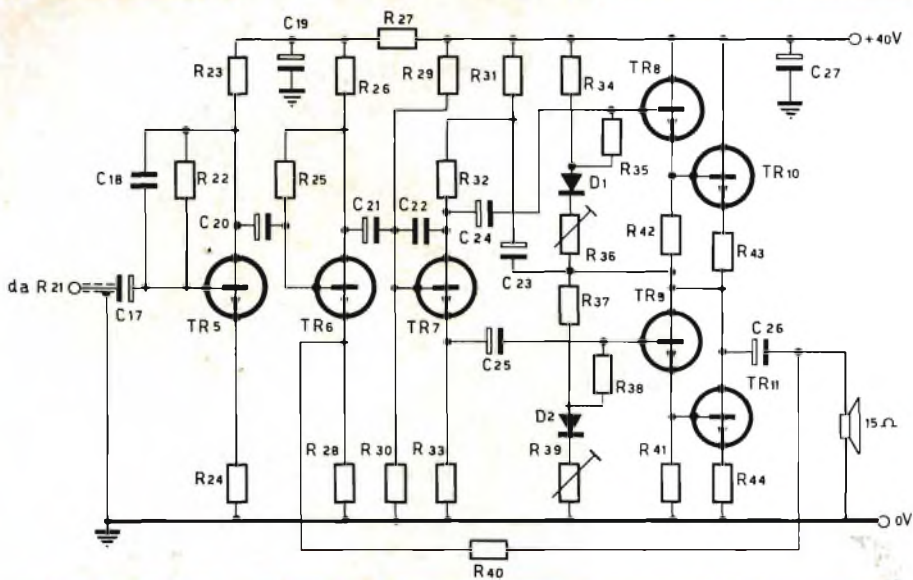 C19
R27
+40V
R23
R26
R29
R31
R34
TR8
C27
C18
R22
R25
R32
R35
TR10
C20
C21
C22
C24
D1
R36
R42
R43
C23
da R21
C17
TR5
TR6
TR7
R37
TR9
C26
C25
R38
TR11
D2
15Ω
R24
R28
R30
R33
R39
R41
R44
0V
R40